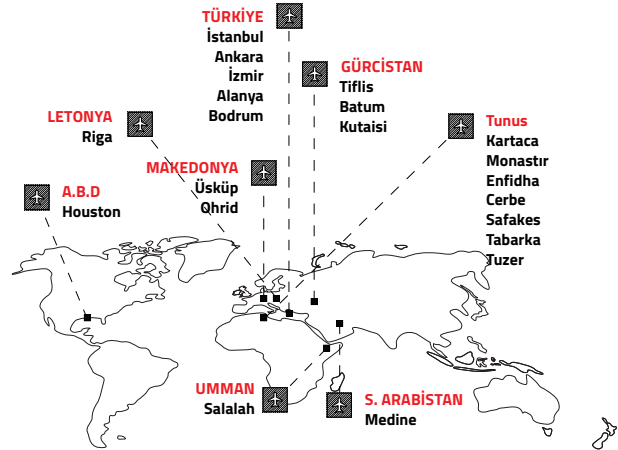 TÜRKİYE
İstanbul
Ankara
İzmir
Alanya
Bodrum
GÜRCİSTAN
Tiflis
Batum
Kutaisi
LETONYA
Riga
Tunus
Kartaca
Monastır
Enfidha
Cerbe
Safakes
Tabarka
Tuzer
MAKEDONYA
Üsküp
Qhrid
A.B.D
Houston
UMMAN
Salalah
S. ARABİSTAN
Medine